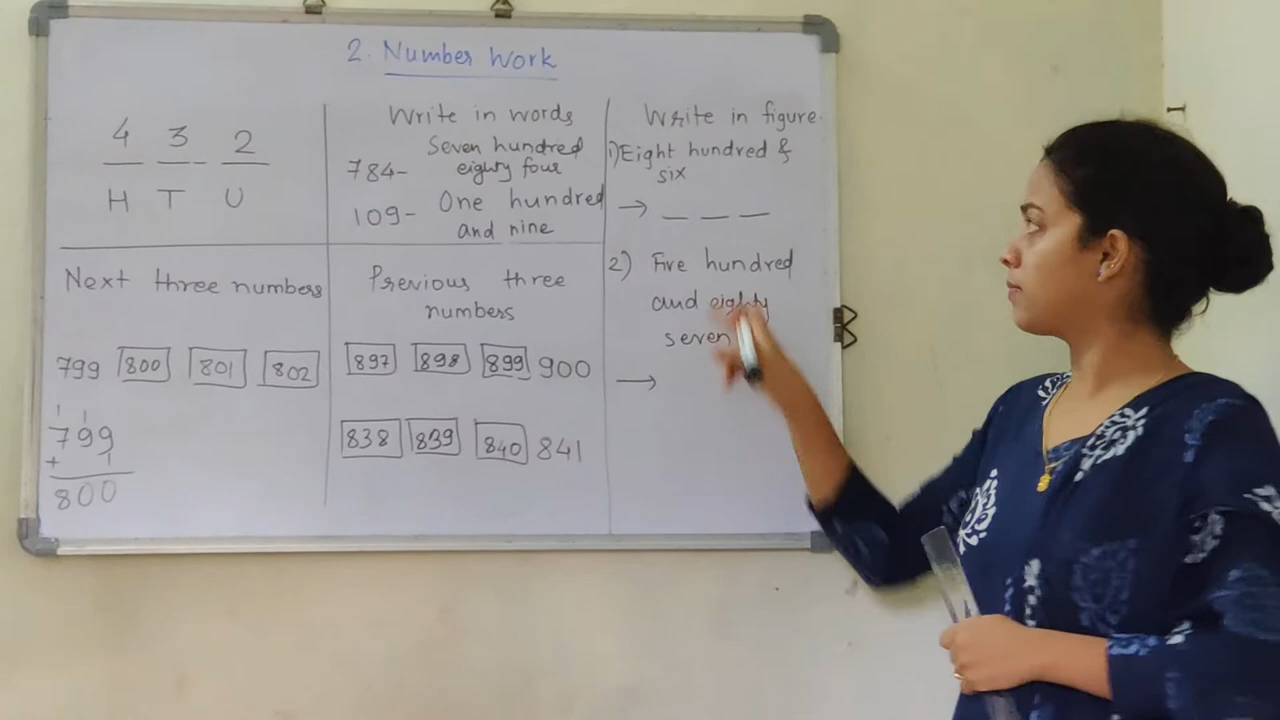 2. Number Work
4 3 2
H T U
Write in words
784- Seven hundred
eighty four
109- One hundred
and nine
Next three numbers
799 800 801 802
1 1
799
+ 1
800
Previous three
numbers
897 898 899 900
838 839 840 841
Write in figure.
1) Eight hundred &
six
→ _ _ _
2) Five hundred
and eighty
seven
→